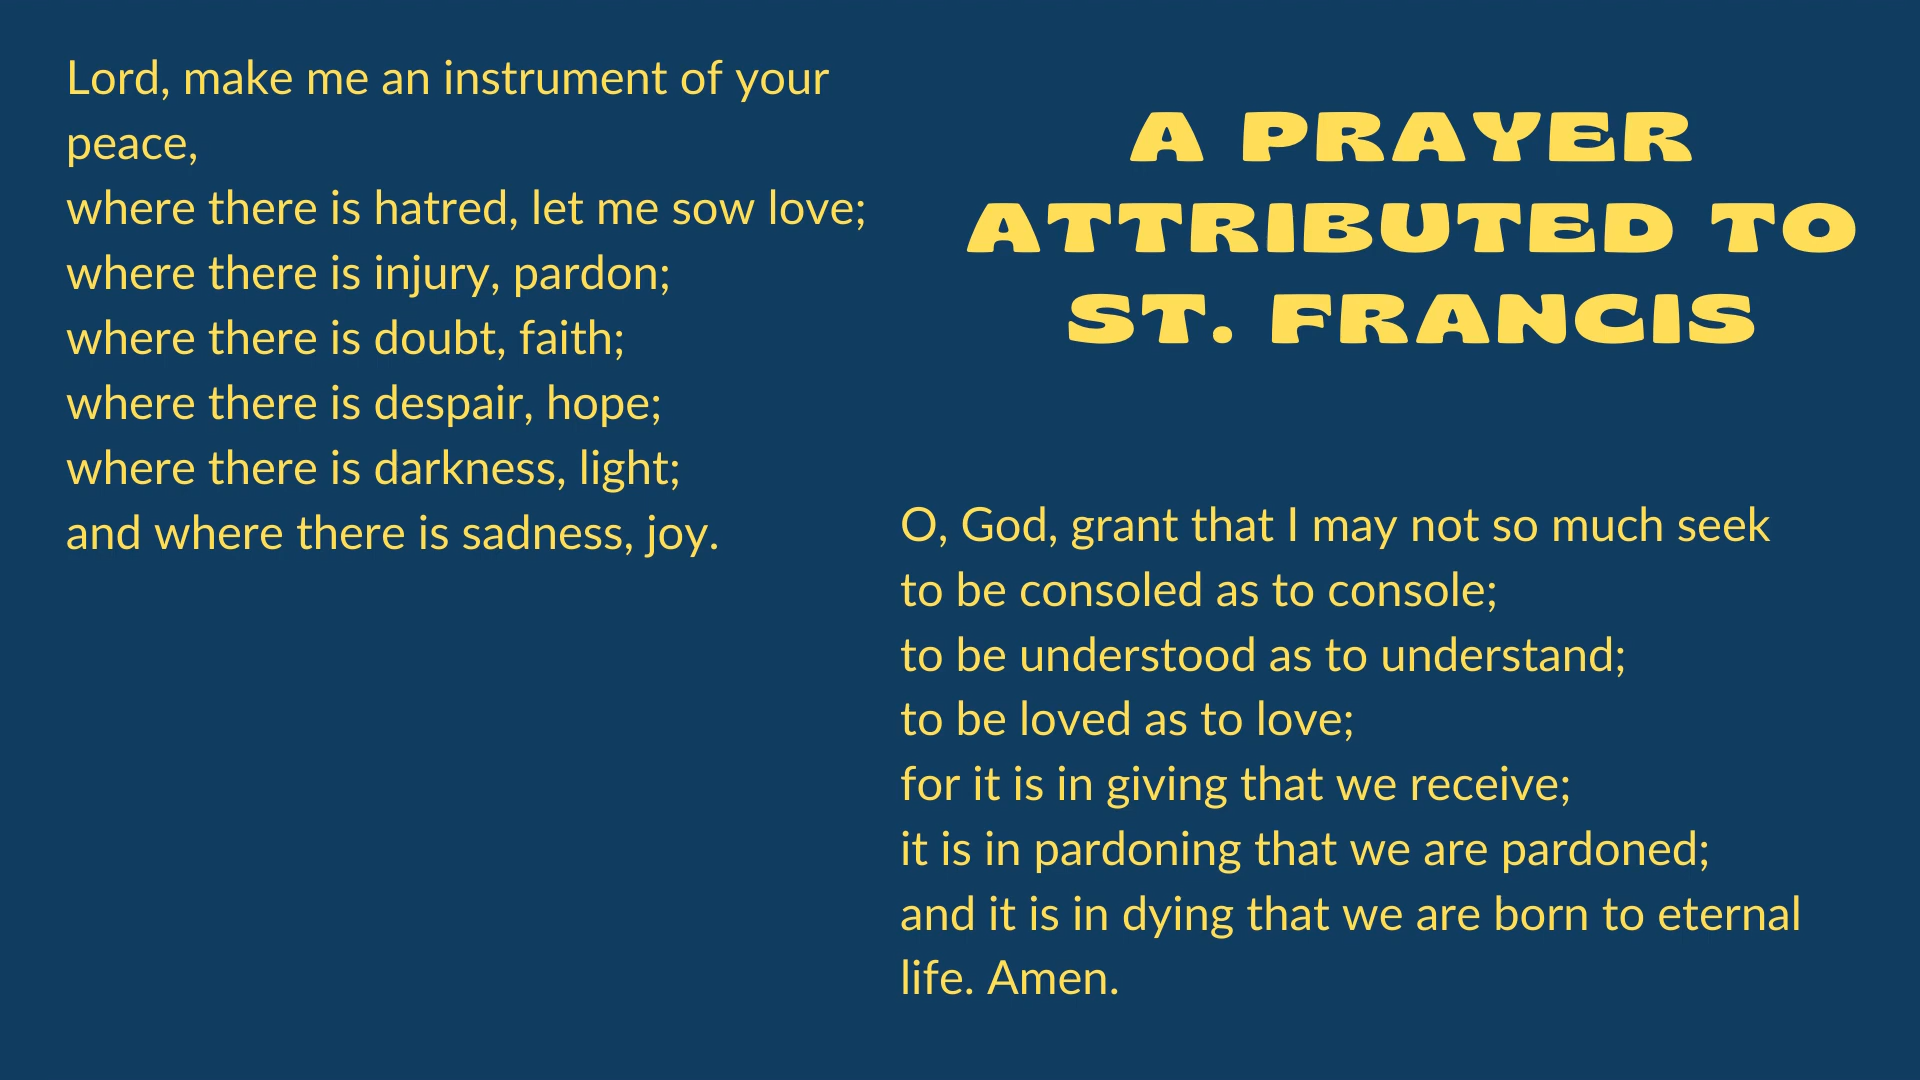 A PRAYER
ATTRIBUTED TO
ST. FRANCIS
Lord, make me an instrument of your
peace,
where there is hatred, let me sow love;
where there is injury, pardon;
where there is doubt, faith;
where there is despair, hope;
where there is darkness, light;
and where there is sadness, joy.
O, God, grant that I may not so much seek
to be consoled as to console;
to be understood as to understand;
to be loved as to love;
for it is in giving that we receive;
it is in pardoning that we are pardoned;
and it is in dying that we are born to eternal
life. Amen.